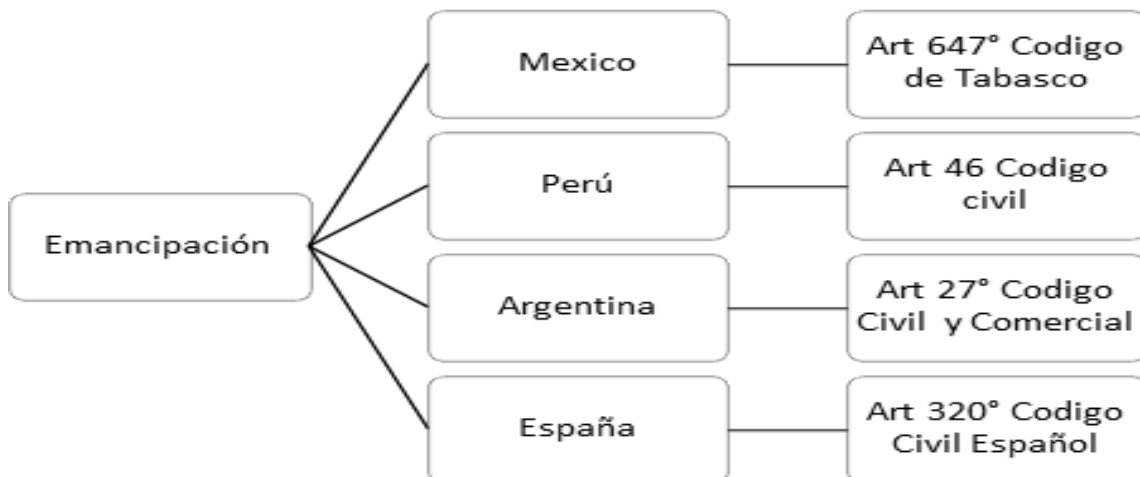 Emancipación
Mexico
Art 647° Codigo
de Tabasco
Perú
Art 46 Codigo
civil
Argentina
Art 27° Codigo
Civil y Comercial
España
Art 320° Codigo
Civil Español